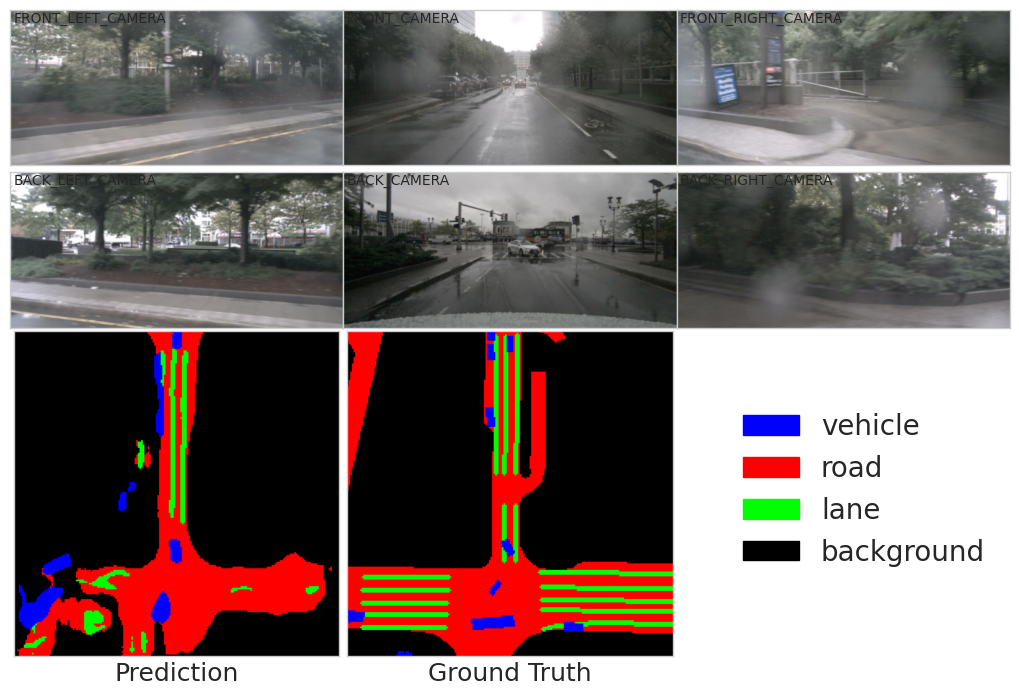 FRONT_LEFT_CAMERA
FRONT_CAMERA
FRONT_RIGHT_CAMERA
BACK_LEFT_CAMERA
BACK_CAMERA
BACK_RIGHT_CAMERA
vehicle
road
lane
background
Prediction
Ground Truth